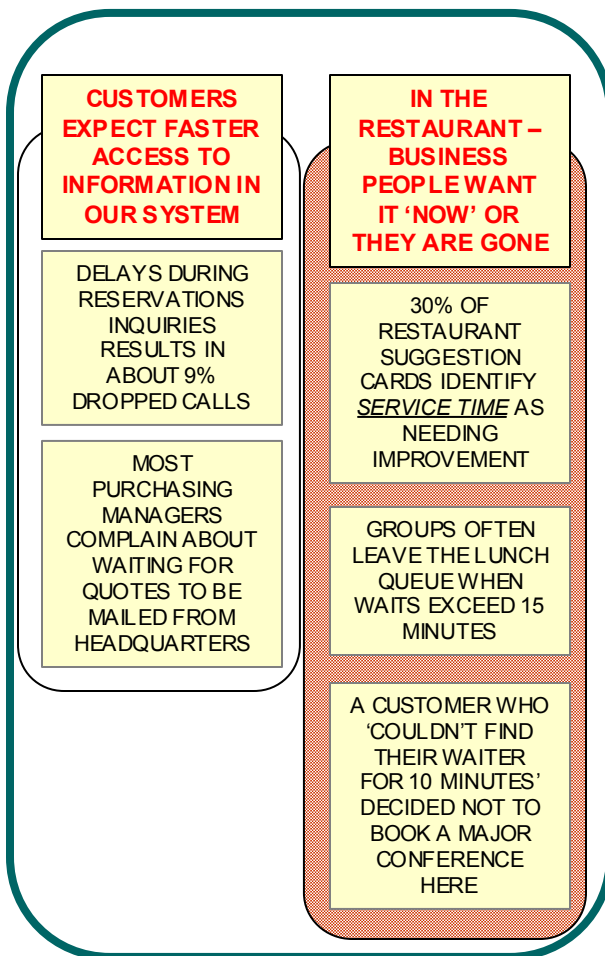 CUSTOMERS
EXPECT FASTER
ACCESS TO
INFORMATION IN
OUR SYSTEM
DELAYS DURING
RESERVATIONS
INQUIRIES
RESULTS IN
ABOUT 9%
DROPPED CALLS
MOST
PURCHASING
MANAGERS
COMPLAIN ABOUT
WAITING FOR
QUOTES TO BE
MAILED FROM
HEADQUARTERS
IN THE
RESTAURANT –
BUSINESS
PEOPLE WANT
IT ‘NOW’ OR
THEY ARE GONE
30% OF
RESTAURANT
SUGGESTION
CARDS IDENTIFY
SERVICE TIME AS
NEEDING
IMPROVEMENT
GROUPS OFTEN
LEAVE THE LUNCH
QUEUE WHEN
WAITS EXCEED 15
MINUTES
A CUSTOMER WHO
‘COULDN’T FIND
THEIR WAITER
FOR 10 MINUTES’
DECIDED NOT TO
BOOK A MAJOR
CONFERENCE
HERE